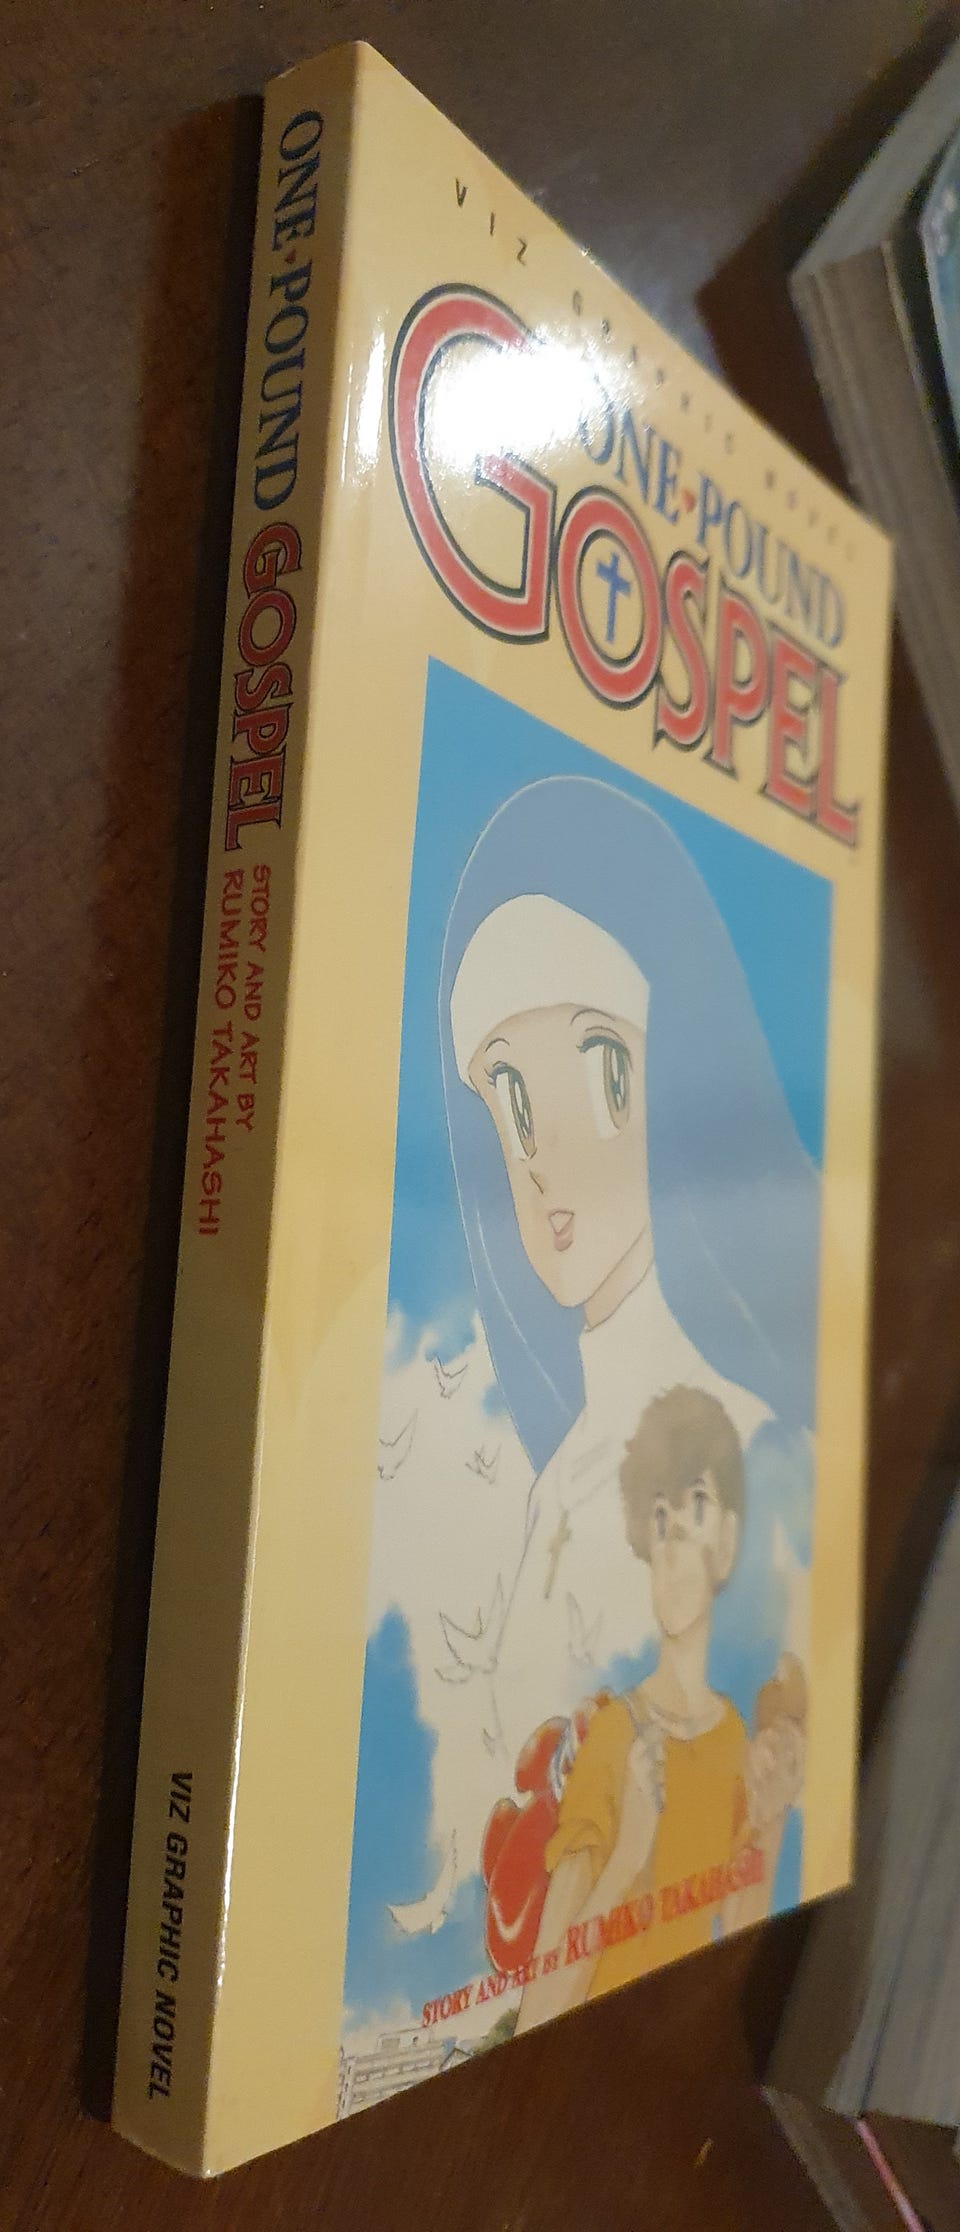 ONE·POUND GOSPEL
STORY AND ART BY
RUMIKO TAKAHASHI
VIZ GRAPHIC NOVEL
VIZ GRAPHIC NOVEL
ONE·POUND
GOSPEL
STORY AND ART BY RUMIKO TAKAHASHI